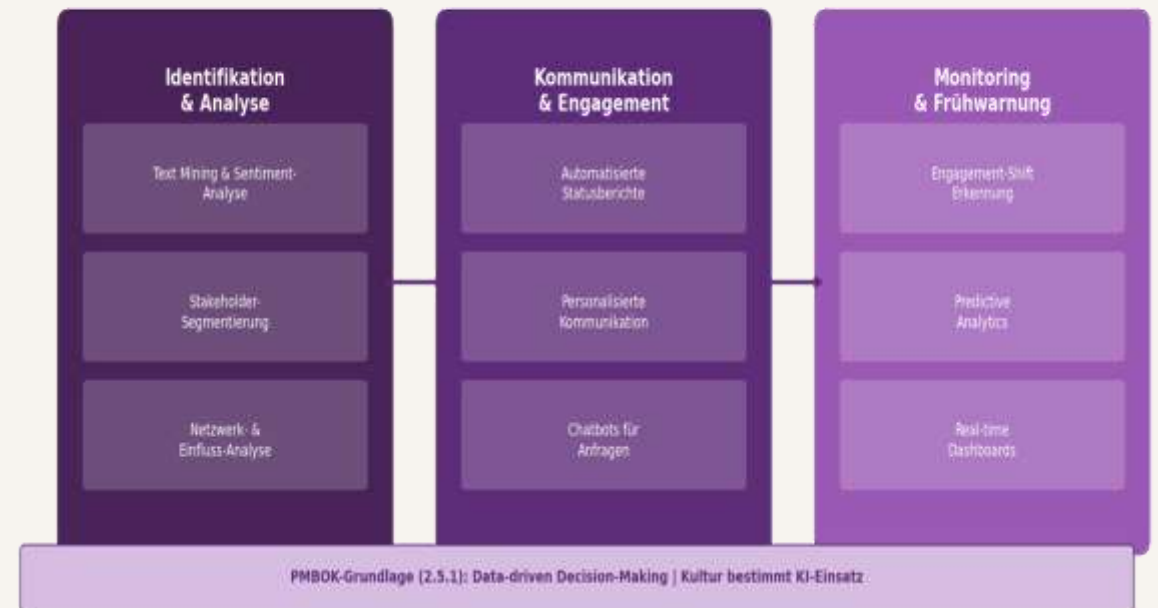 Identifikation
& Analyse
Text Mining & Sentiment-
Analyse
Stakeholder-
Segmentierung
Netzwerk- &
Einfluss-Analyse
Kommunikation
& Engagement
Automatisierte
Statusberichte
Personalisierte
Kommunikation
Chatbots für
Anfragen
Monitoring
& Frühwarnung
Engagement-Shift
Erkennung
Predictive
Analytics
Real-time
Dashboards
PMBOK-Grundlage (2.5.1): Data-driven Decision-Making | Kultur bestimmt KI-Einsatz